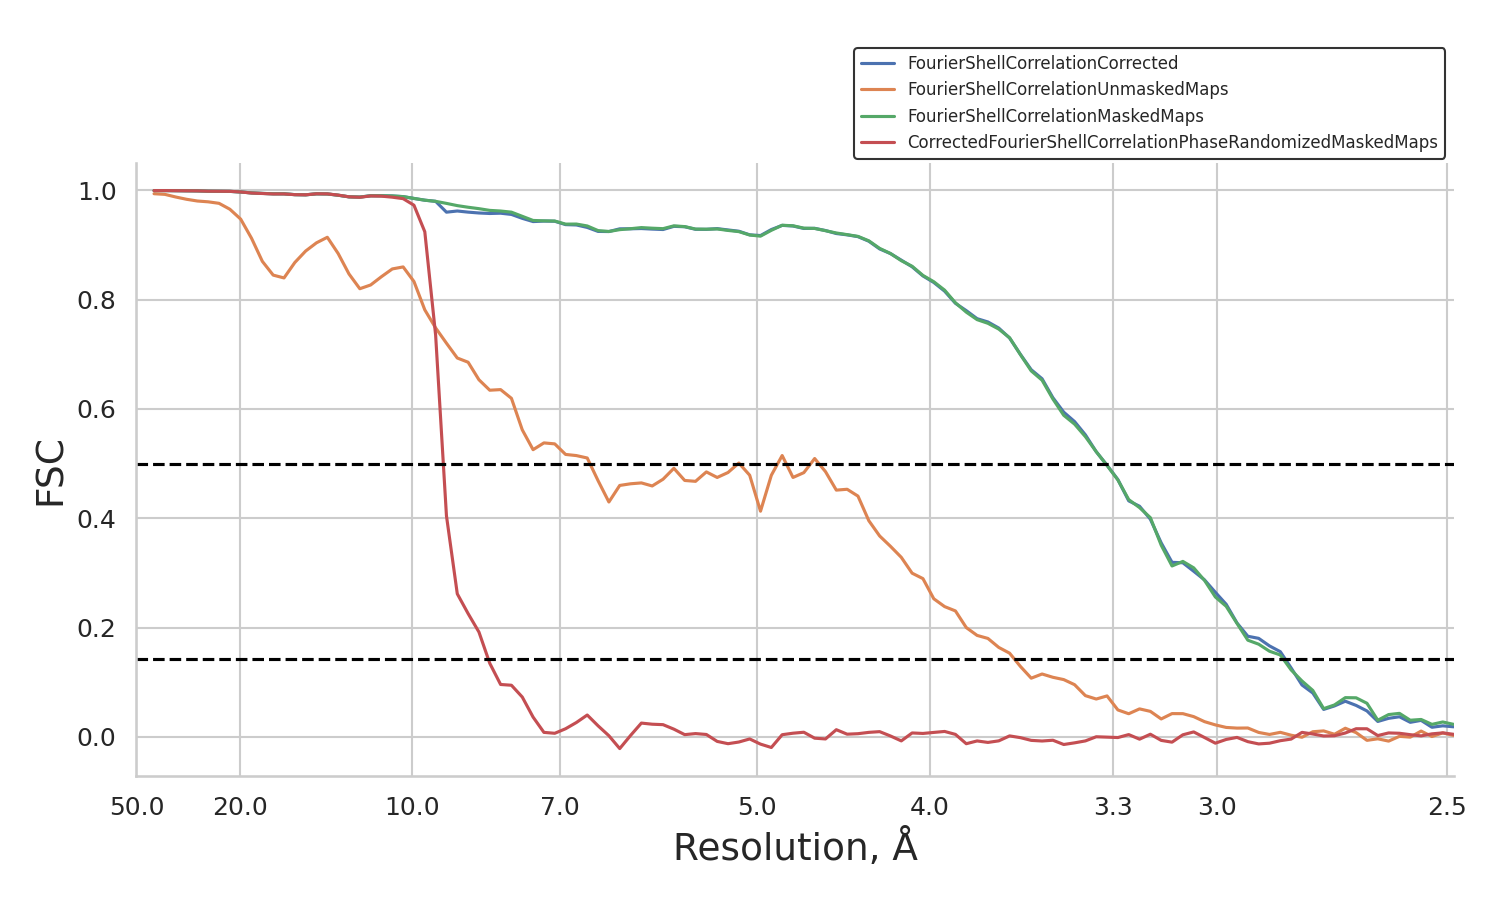 FourierShellCorrelationCorrected
FourierShellCorrelationUnmaskedMaps
FourierShellCorrelationMaskedMaps
CorrectedFourierShellCorrelationPhaseRandomizedMaskedMaps
1.0
0.8
0.6
0.4
0.2
0.0
FSC
50.0 20.0 10.0 7.0 5.0 4.0 3.3 3.0 2.5
Resolution, Å